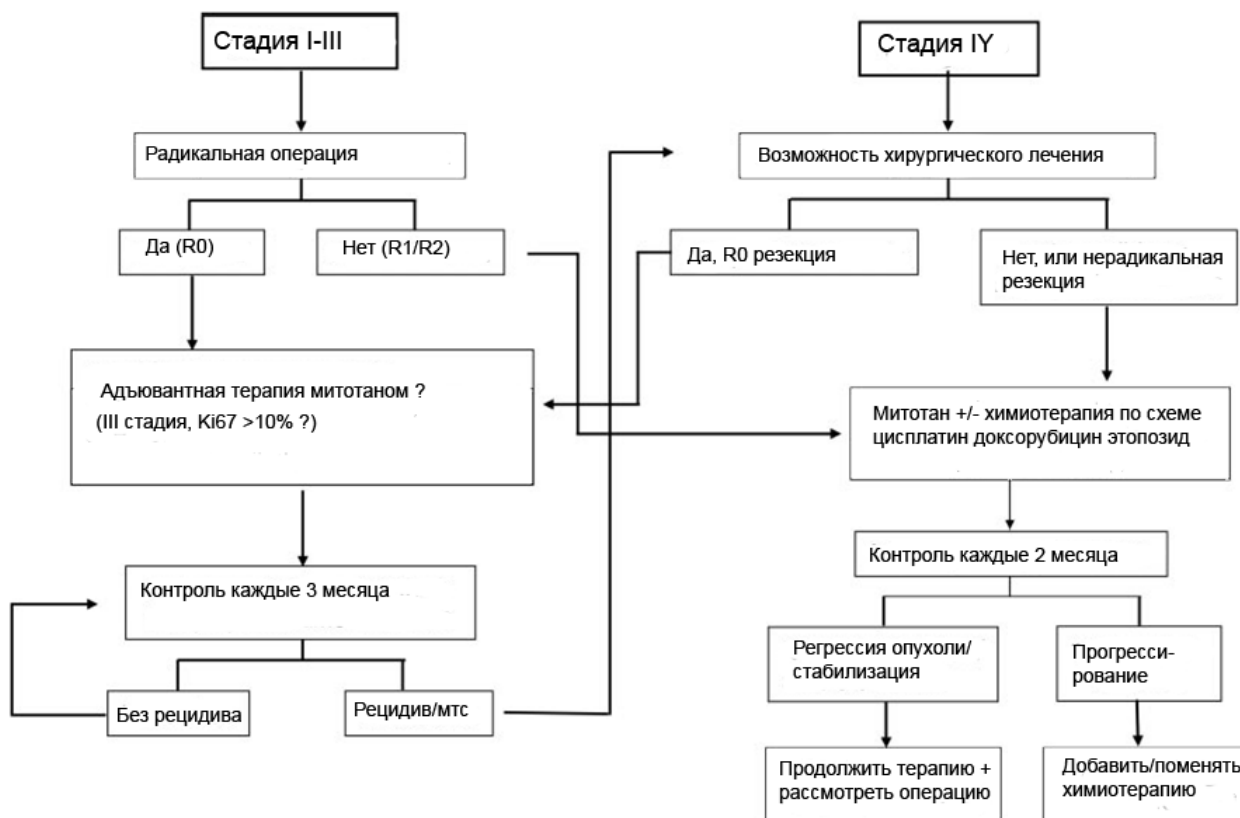 Стадия I-III
Стадия IY
Радикальная операция
Возможность хирургического лечения
Да (R0)
Нет (R1/R2)
Да, R0 резекция
Нет, или нерадикальная
резекция
Адъювантная терапия митотаном ?
(III стадия, Ki67 >10% ?)
Митотан +/- химиотерапия по схеме
цисплатин доксорубицин этопозид
Контроль каждые 3 месяца
Контроль каждые 2 месяца
Без рецидива
Рецидив/мтс
Регрессия опухоли/
стабилизация
Прогресси-
рование
Продолжить терапию +
рассмотреть операцию
Добавить/поменять
химиотерапию